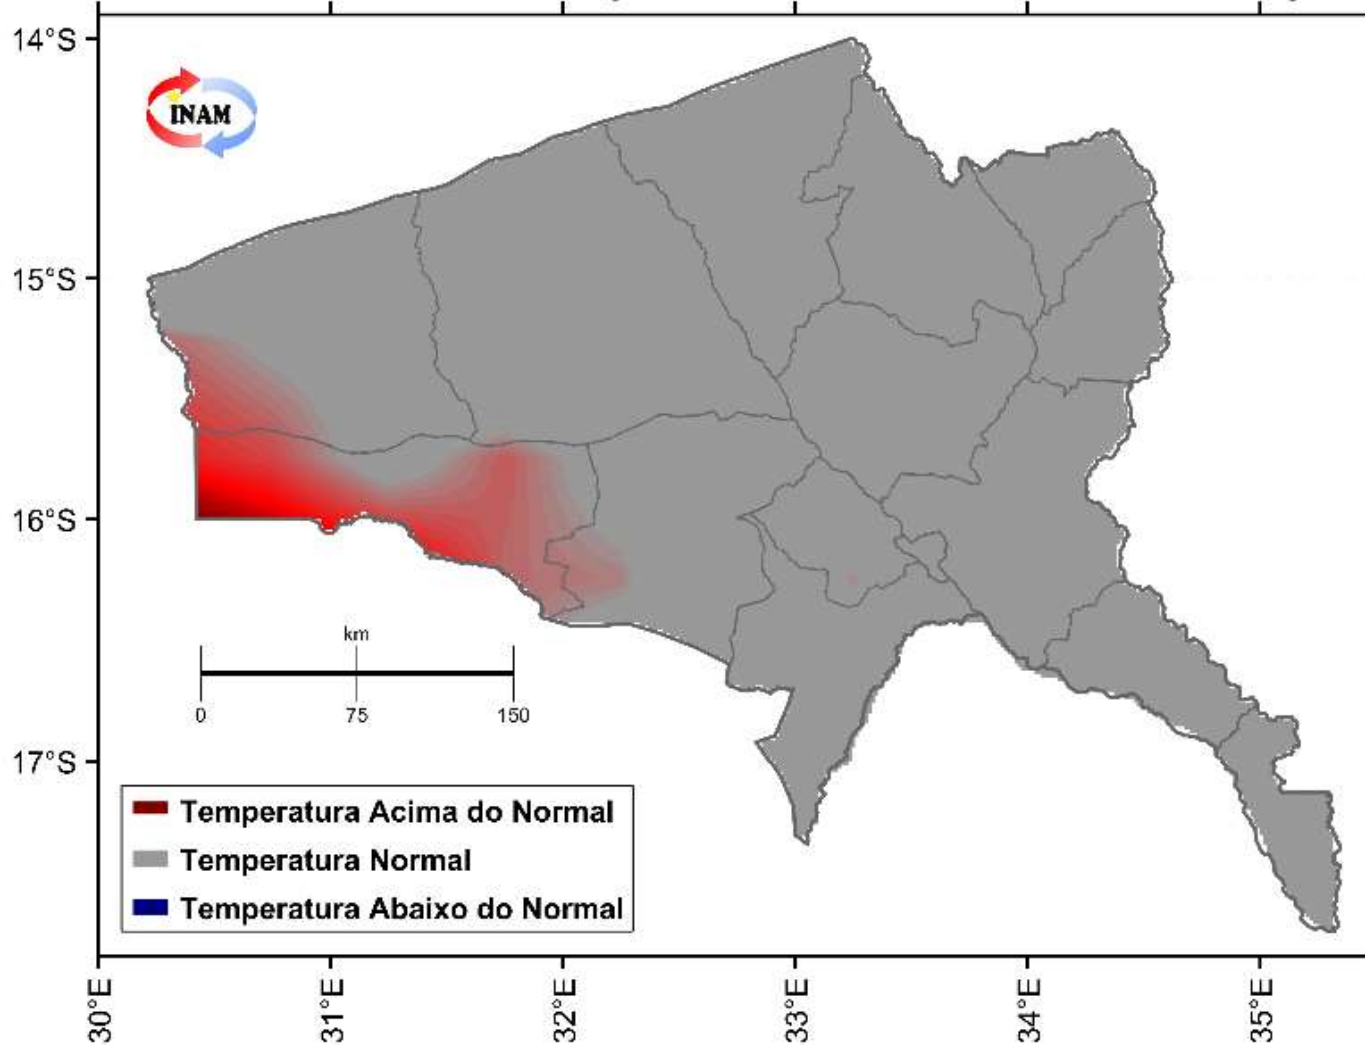 14°S
INAM
15°S
16°S
km
0 75 150
17°S
Temperatura Acima do Normal
Temperatura Normal
Temperatura Abaixo do Normal
30°E 31°E 32°E 33°E 34°E 35°E